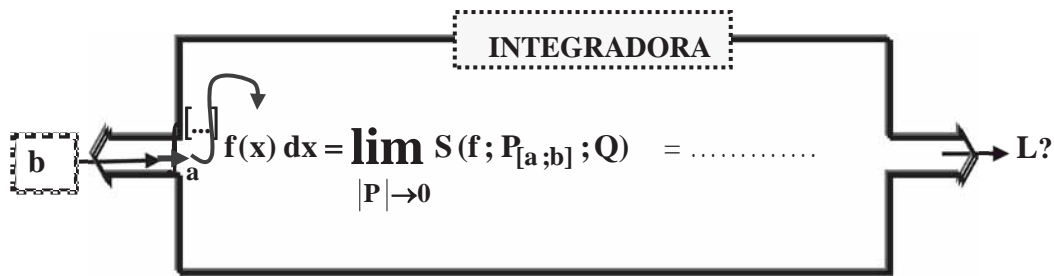 INTEGRADORA
b
∫ₐ[...] f(x) dx = lim S(f; P[a;b]; Q) = .............
|P|→0
L?